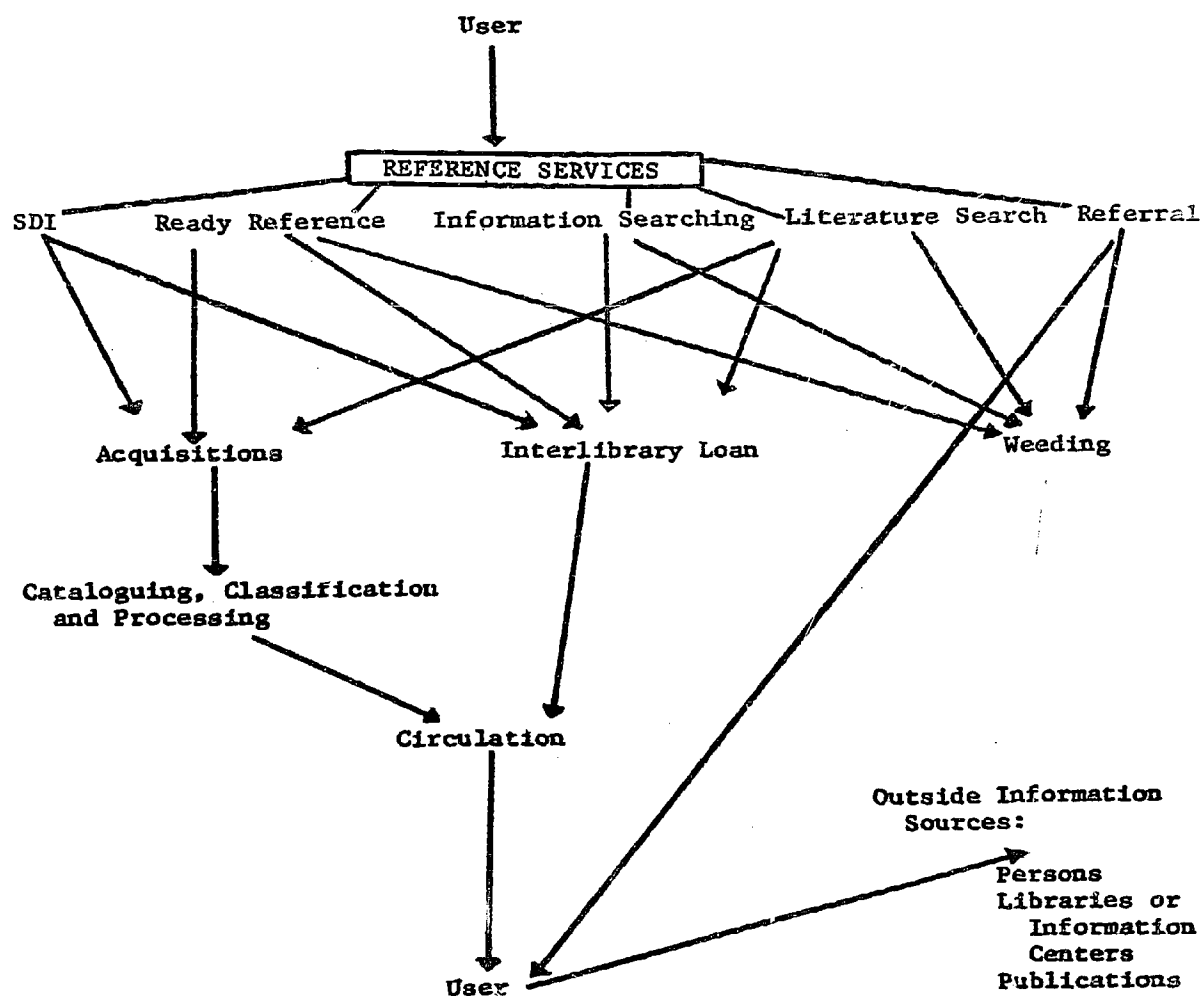 User
REFERENCE SERVICES
SDI
Ready Reference
Information Searching
Literature Search
Referral
Acquisitions
Interlibrary Loan
Weeding
Cataloguing, Classification
and Processing
Circulation
Outside Information
Sources:
Persons
Libraries or
Information
Centers
Publications
User